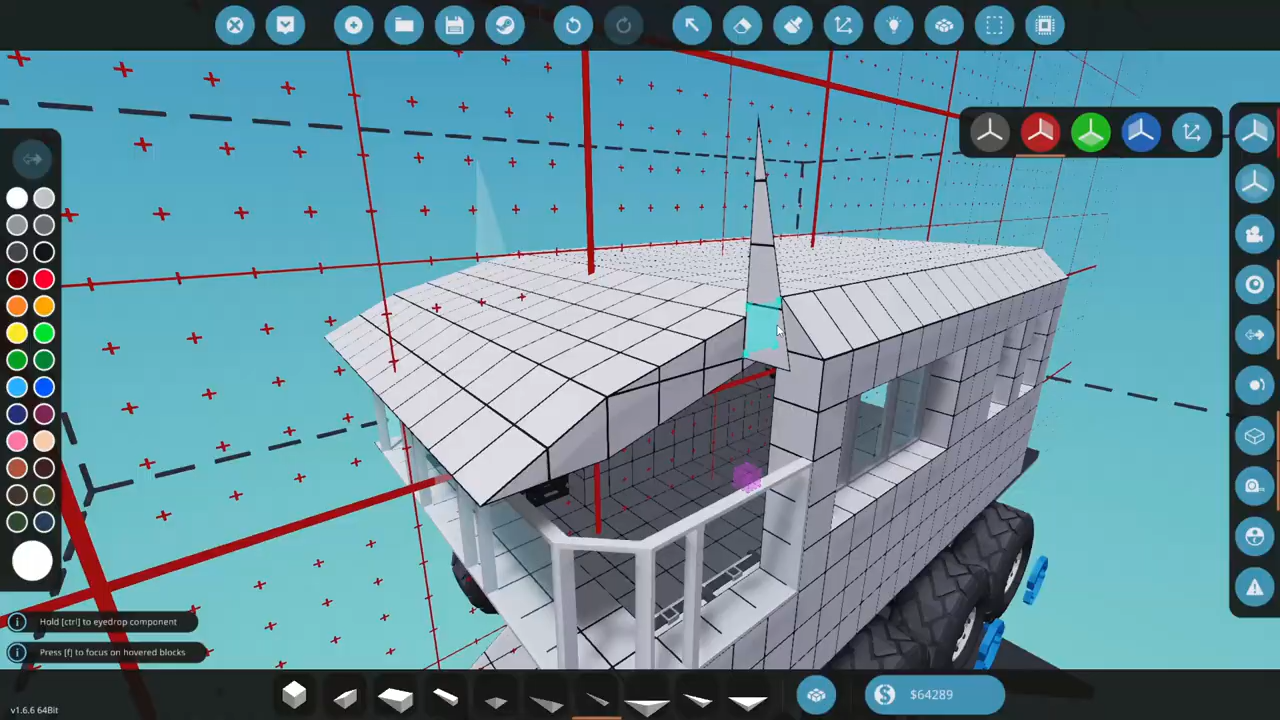 Hold [ctrl] to eyedrop component
Press [f] to focus on hovered blocks
$64289
v1.6.6 64Bit